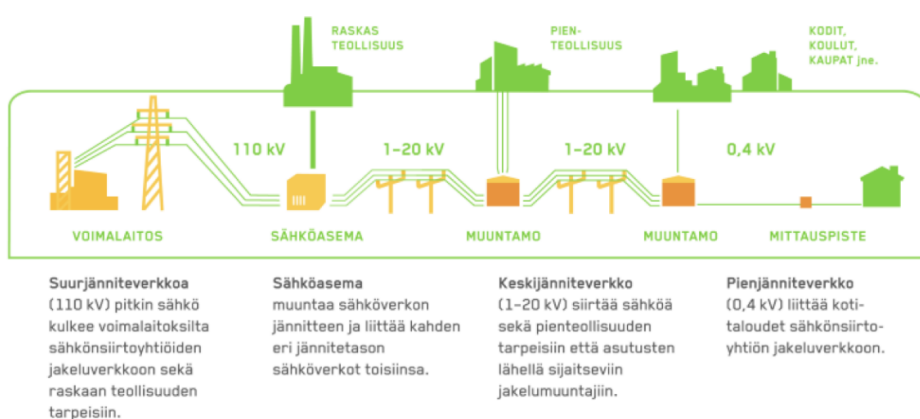 RASKAS
TEOLLISUUS
PIEN-
TEOLLISUUS
KODIT,
KOULUT,
KAUPAT jne.
110 kV
1–20 kV
1–20 kV
0,4 kV
VOIMALAITOS
SÄHKÖASEMA
MUUNTAMO
MUUNTAMO
MITTAUSPISTE
Suurjänniteverkkoa
(110 kV) pitkin sähkö
kulkee voimalaitoksilta
sähkönsiirtoyhtiöiden
jakeluverkkoon sekä
raskaan teollisuuden
tarpeisiin.
Sähköasema
muuntaa sähköverkon
jännitteen ja liittää kahden
eri jännitetason
sähköverkot toisiinsa.
Keskijänniteverkko
(1–20 kV) siirtää sähköä
sekä pienteollisuuden
tarpeisiin että asutusten
lähellä sijaitseviin
jakelumuuntajiin.
Pienjänniteverkko
(0,4 kV) liittää koti-
taloudet sähkönsiirto-
yhtiön jakeluverkkoon.